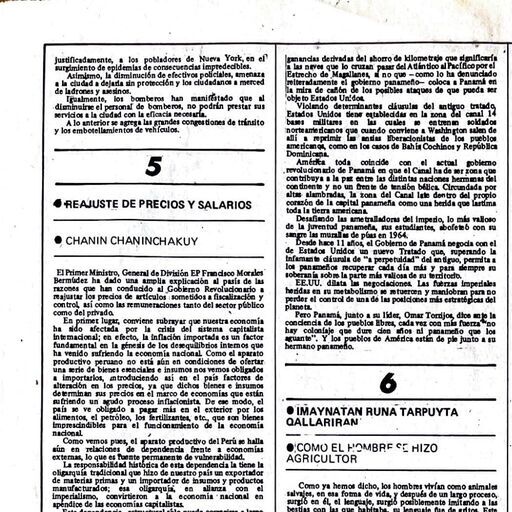 justificadamente, a los pobladores de Nueva York, en el
surgimiento de epidemias de consecuencias impredecibles.
Asimismo, la disminución de efectivos policiales, amenaza
a la ciudad a dejarla sin protección y los ciudadanos a merced
de ladrones y asesinos.
Igualmente, los bomberos han manifestado que al
disminuirse el personal de bomberos, no podrán prestar sus
servicios a la ciudad con la eficacia necesaria.
A lo anterior se agrega las grandes congestiones de tránsito
y los embotellamientos de vehículos.
5
REAJUSTE DE PRECIOS Y SALARIOS
CHANIN CHANINCHAKUY
El Primer Ministro, General de División EP Francisco Morales
Bermúdez ha dado una amplia explicación al país de las
razones que han conducido al Gobierno Revolucionario a
reajustar los precios de artículos sometidos a fiscalización y
control, así como las remuneraciones tanto del sector público
como del privado.
En primer lugar, conviene subrayar que nuestra economía
ha sido afectada por la crisis del sistema capitalista
internacional; en efecto, la inflación importada es un factor
fundamental en la génesis de los desequilibrios internos que
ha venido sufriendo la economía nacional. Como el aparato
productivo peruano no está aún en condiciones de ofertar
una serie de bienes esenciales e insumos nos vemos obligados
a importarlos, introduciendo así en el país factores de
alteración en los precios, ya que dichos bienes e insumos
determinan sus precios en el marco de economías que están
sufriendo un agudo proceso inflacionista. De ese modo, el
país se ve obligado a pagar más en el exterior por los
alimentos, el petróleo, los fertilizantes, etc., que son bienes
imprescindibles para el funcionamiento de la economía
nacional.
Como vemos pues, el aparato productivo del Perú se halla
aún en relaciones de dependencia frente a economías
externas, lo que es fuente permanente de vulnerabilidad.
La responsabilidad histórica de esta dependencia la tiene la
oligarquía tradicional que hizo de nuestro país un exportador
de materias primas y un importador de insumos y productos
manufacturados; esa oligarquía, en alianza con el
imperialismo, convirtieron a la economía nacional en
apéndice de las economías capitalistas.
ganancias derivadas del ahorro de kilometraje que significaría
a las naves que lo cruzan pasar del Atlántico al Pacífico por el
Estrecho de Magallanes, a no que —como lo ha denunciado
reiteradamente el gobierno panameño— coloca a Panamá en
la mira de cañón de los posibles ataques de que pueda ser
objeto Estados Unidos.
Violando determinantes cláusulas del antiguo tratado,
Estados Unidos tiene establecidas en la zona del canal 14
bases militares en las cuales se entrenan soldados
norteamericanos que cuando conviene a Washington salen de
allí a reprimir las ansias liberacionistas de los pueblos
americanos, como en los casos de Bahía Cochinos y República
Dominicana.
América toda coincide con el actual gobierno
revolucionario de Panamá en que el Canal ha de ser zona que
contribuya a la paz entre las distintas naciones hermanas del
continente y no un frente de tensión bélica. Circundada por
altas alambradas, la zona del Canal late dentro del propio
corazón de la capital panameña como una herida que lastima
toda la tierra americana.
Desafiando las ametralladoras del imperio, lo más valioso
de la juventud panameña, sus estudiantes, abofeteó con su
sangre las murallas de púas en 1964.
Desde hace 11 años, el Gobierno de Panamá negocia con el
de Estados Unidos un nuevo Tratado que, superando la
infamante cláusula de "a perpetuidad" del antiguo, permita a
los panameños recuperar cada día más y para siempre su
soberanía sobre la parte más valiosa de su territorio.
EE.UU. dilata las negociaciones. Las fuerzas imperiales
heridas en su metabolismo se retuercen y maniobran para no
perder el control de una de las posiciones más estratégicas del
planeta.
Pero Panamá, junto a su líder, Omar Torrijos, dice ante la
conciencia de los pueblos libres, cada vez con más fuerza "no
hay coloniaje que dure cien años ni panameño que los
aguante". Y los pueblos de América están de pie junto a su
hermano panameño.
6
IMAYNATAN RUNA TARPUYTA
QALLARIRAN
COMO EL HOMBRE SE HIZO
AGRICULTOR
Como ya hemos dicho, los hombres vivían como animales
salvajes, en esa forma de vida, y después de un largo proceso,
surgió en él, el lenguaje, surgió posiblemente imitando a las
bestias con las que habitaba, su lenguaje fue de gritos. Este